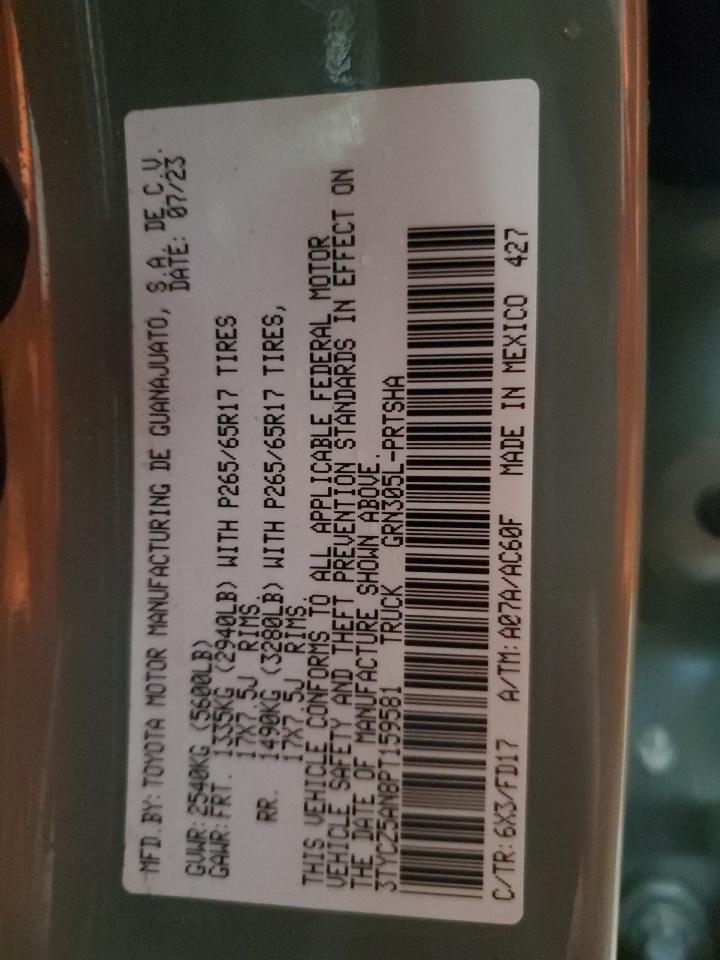 MFD.BY:TOYOTA MOTOR MANUFACTURING DE GUANAJUATO, S.A. DE C.V.
DATE: 07/23
GVWR:2540KG (5600LB)
GAWR:FRT. 1335KG (2940LB) WITH P265/65R17 TIRES
17X7.5J RIMS
RR. 1490KG (3280LB) WITH P265/65R17 TIRES,
17X7.5J RIMS.
THIS VEHICLE CONFORMS TO ALL APPLICABLE FEDERAL MOTOR
VEHICLE SAFETY AND THEFT PREVENTION STANDARDS IN EFFECT ON
THE DATE OF MANUFACTURE SHOWN ABOVE.
3TYCZ5AN8PT159581 TRUCK GRN305L-PRTSHA
C/TR:6X3/FD17 A/TM:A07A/AC60F MADE IN MEXICO 427